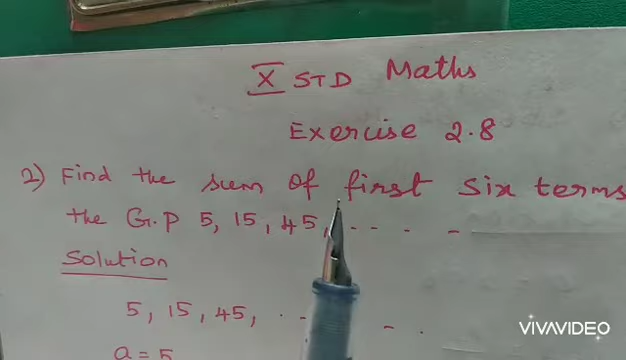 X STD Maths
Exercise 2.8
2) Find the sum of first six terms
the G.P 5, 15, 45, . . . . -
Solution
5, 15, 45, . . . - .
a = 5
VIVAVIDEO